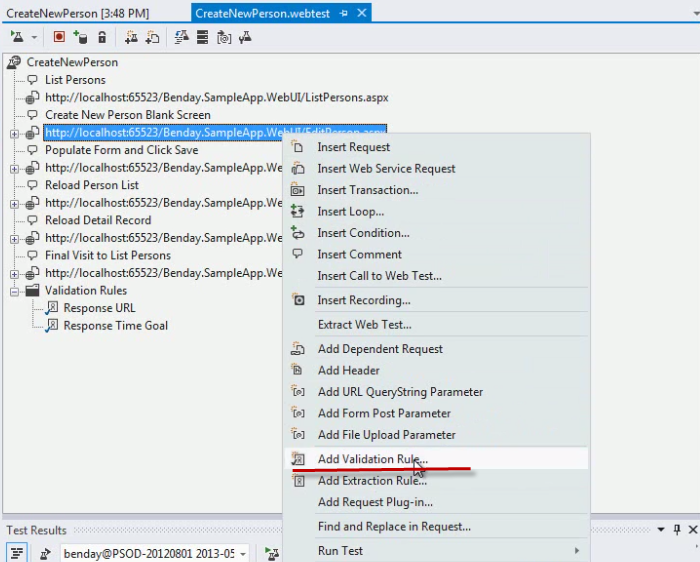 CreateNewPerson [3:48 PM]
CreateNewPerson.webtest
CreateNewPerson
List Persons
http://localhost:65523/Benday.SampleApp.WebUI/ListPersons.aspx
Create New Person Blank Screen
http://localhost:65523/Benday.SampleApp.WebUI/EditPerson.aspx
Populate Form and Click Save
http://localhost:65523/Benday.SampleApp.We
Reload Person List
http://localhost:65523/Benday.SampleApp.We
Reload Detail Record
http://localhost:65523/Benday.SampleApp.We
Final Visit to List Persons
http://localhost:65523/Benday.SampleApp.We
Validation Rules
Response URL
Response Time Goal
Insert Request
Insert Web Service Request
Insert Transaction...
Insert Loop...
Insert Condition...
Insert Comment
Insert Call to Web Test...
Insert Recording...
Extract Web Test...
Add Dependent Request
Add Header
Add URL QueryString Parameter
Add Form Post Parameter
Add File Upload Parameter
Add Validation Rule...
Add Extraction Rule...
Add Request Plug-in...
Find and Replace in Request...
Run Test
Test Results
benday@PSOD-20120801 2013-05